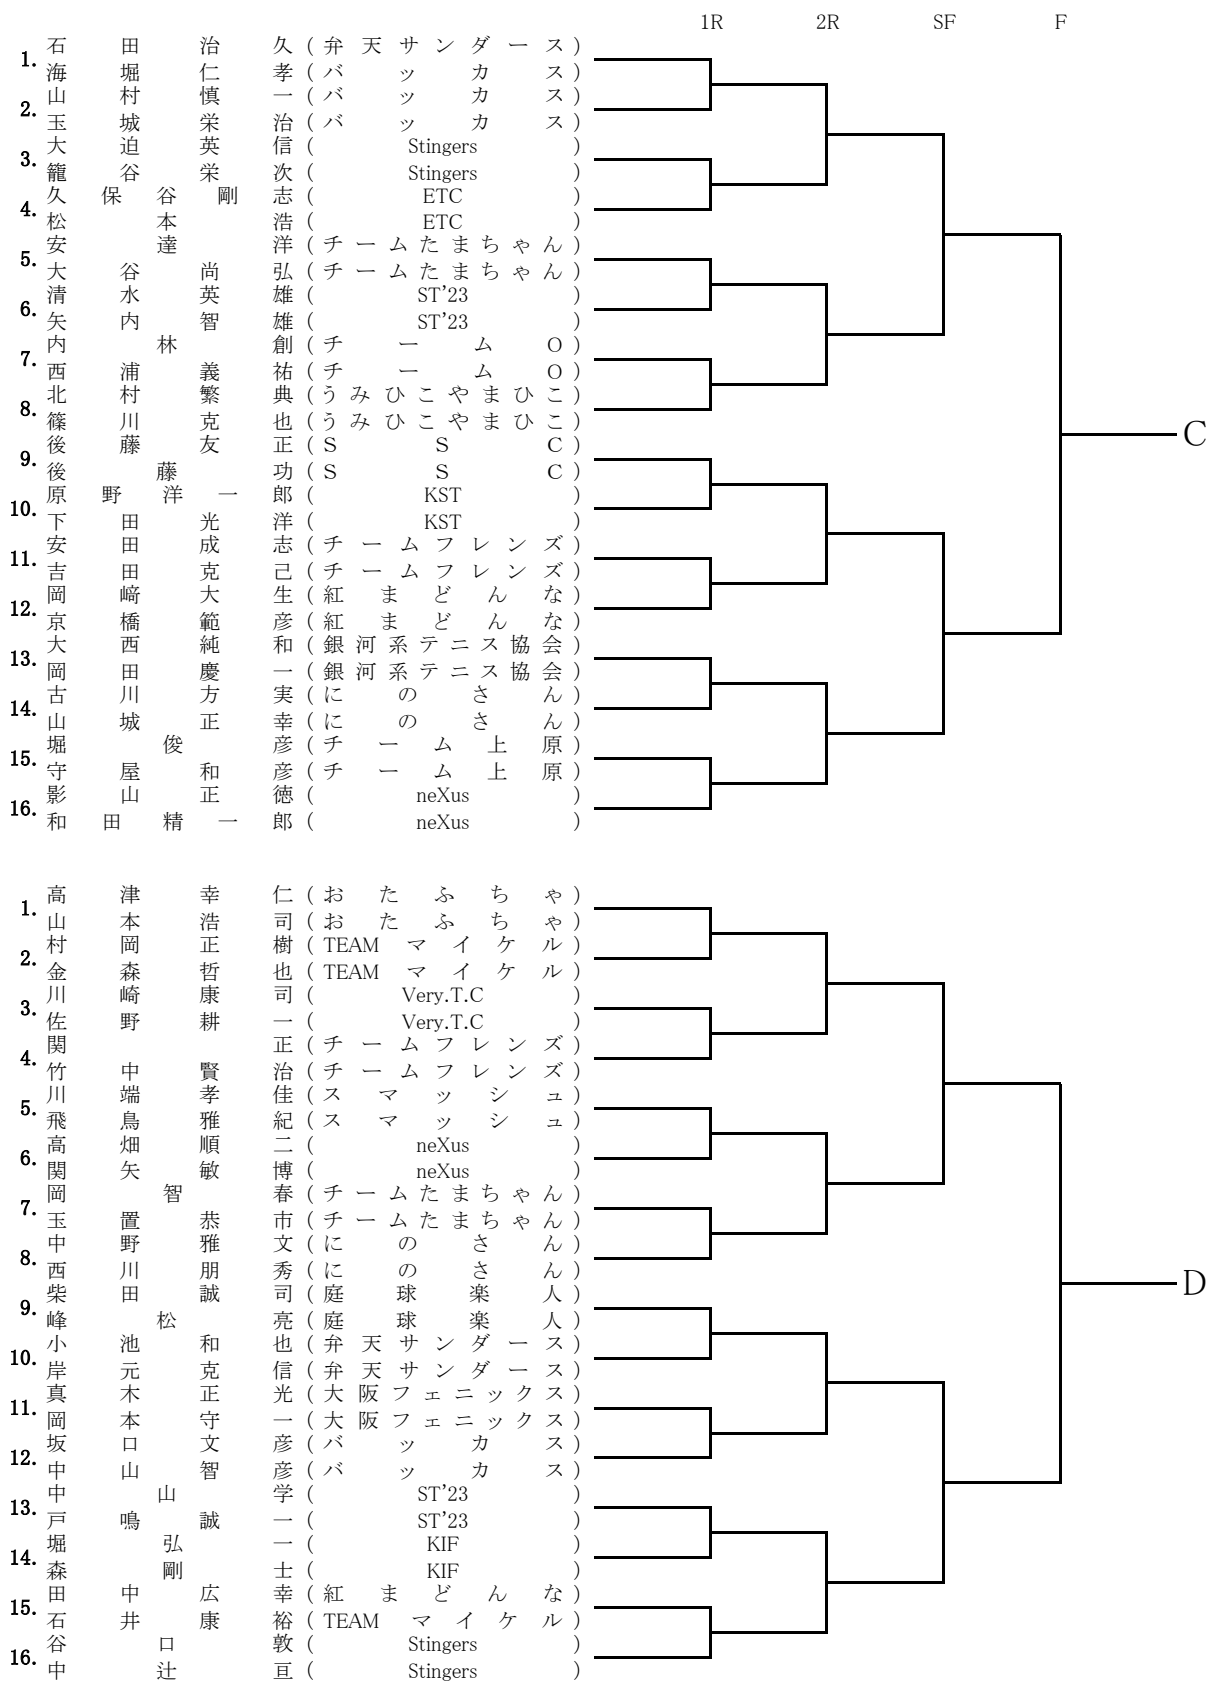 1R 2R SF F
1. 石田治久(弁天サンダース)
海堀仁孝(バッカス)
2. 山村慎一(バッカス)
玉城栄治(バッカス)
3. 大迫英信(Stingers)
籠谷栄次(Stingers)
4. 久保谷剛志(ETC)
松本浩(ETC)
5. 安達洋(チームたまちゃん)
大谷尚弘(チームたまちゃん)
6. 清水英雄(ST'23)
矢内智雄(ST'23)
7. 内林創(チームO)
西浦義祐(チームO)
8. 北村繁典(うみひこやまひこ)
篠川克也(うみひこやまひこ)
C
9. 後藤友正(SSC)
後藤功(SSC)
10. 原野洋一郎(KST)
下田光洋(KST)
11. 安田成志(チームフレンズ)
吉田克己(チームフレンズ)
12. 岡﨑大生(紅まどんな)
京橋範彦(紅まどんな)
13. 大西純和(銀河系テニス協会)
岡田慶一(銀河系テニス協会)
14. 古川方実(にのさん)
山城正幸(にのさん)
15. 堀俊彦(チーム上原)
守屋和彦(チーム上原)
16. 影山正徳(neXus)
和田精一郎(neXus)
1. 高津幸仁(おたふちゃ)
山本浩司(おたふちゃ)
2. 村岡正樹(TEAMマイケル)
金森哲也(TEAMマイケル)
3. 川崎康司(Very.T.C)
佐野耕一(Very.T.C)
4. 関正(チームフレンズ)
竹中賢治(チームフレンズ)
5. 川端孝佳(スマッシュ)
飛鳥雅紀(スマッシュ)
6. 高畑順二(neXus)
関矢敏博(neXus)
7. 岡智春(チームたまちゃん)
玉置恭市(チームたまちゃん)
8. 中野雅文(にのさん)
西川朋秀(にのさん)
D
9. 柴田誠司(庭球楽人)
峰松亮(庭球楽人)
10. 小池和也(弁天サンダース)
岸元克信(弁天サンダース)
11. 真木正光(大阪フェニックス)
岡本守一(大阪フェニックス)
12. 坂口文彦(バッカス)
中山智彦(バッカス)
13. 中山学(ST'23)
戸鳴誠一(ST'23)
14. 堀弘一(KIF)
森剛士(KIF)
15. 田中広幸(紅まどんな)
石井康裕(TEAMマイケル)
16. 谷口敦(Stingers)
中辻亘(Stingers)